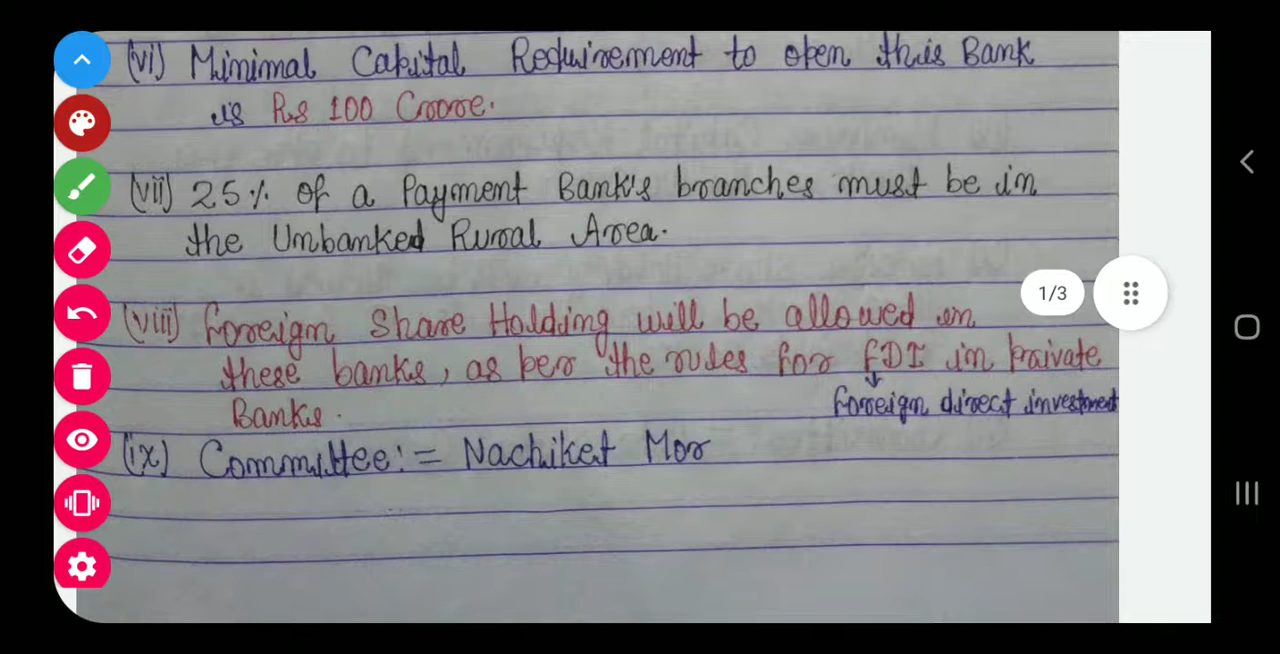 (vi) Minimal Capital Requirement to open this Bank
is Rs 100 Crore.
(vii) 25% of a Payment Bank's branches must be in
the Unbanked Rural Area.
1/3
(viii) foreign Share Holding will be allowed in
these banks, as per the rules for FDI in private
Banks.
foreign direct investment
(ix) Committee:= Nachiket Mor